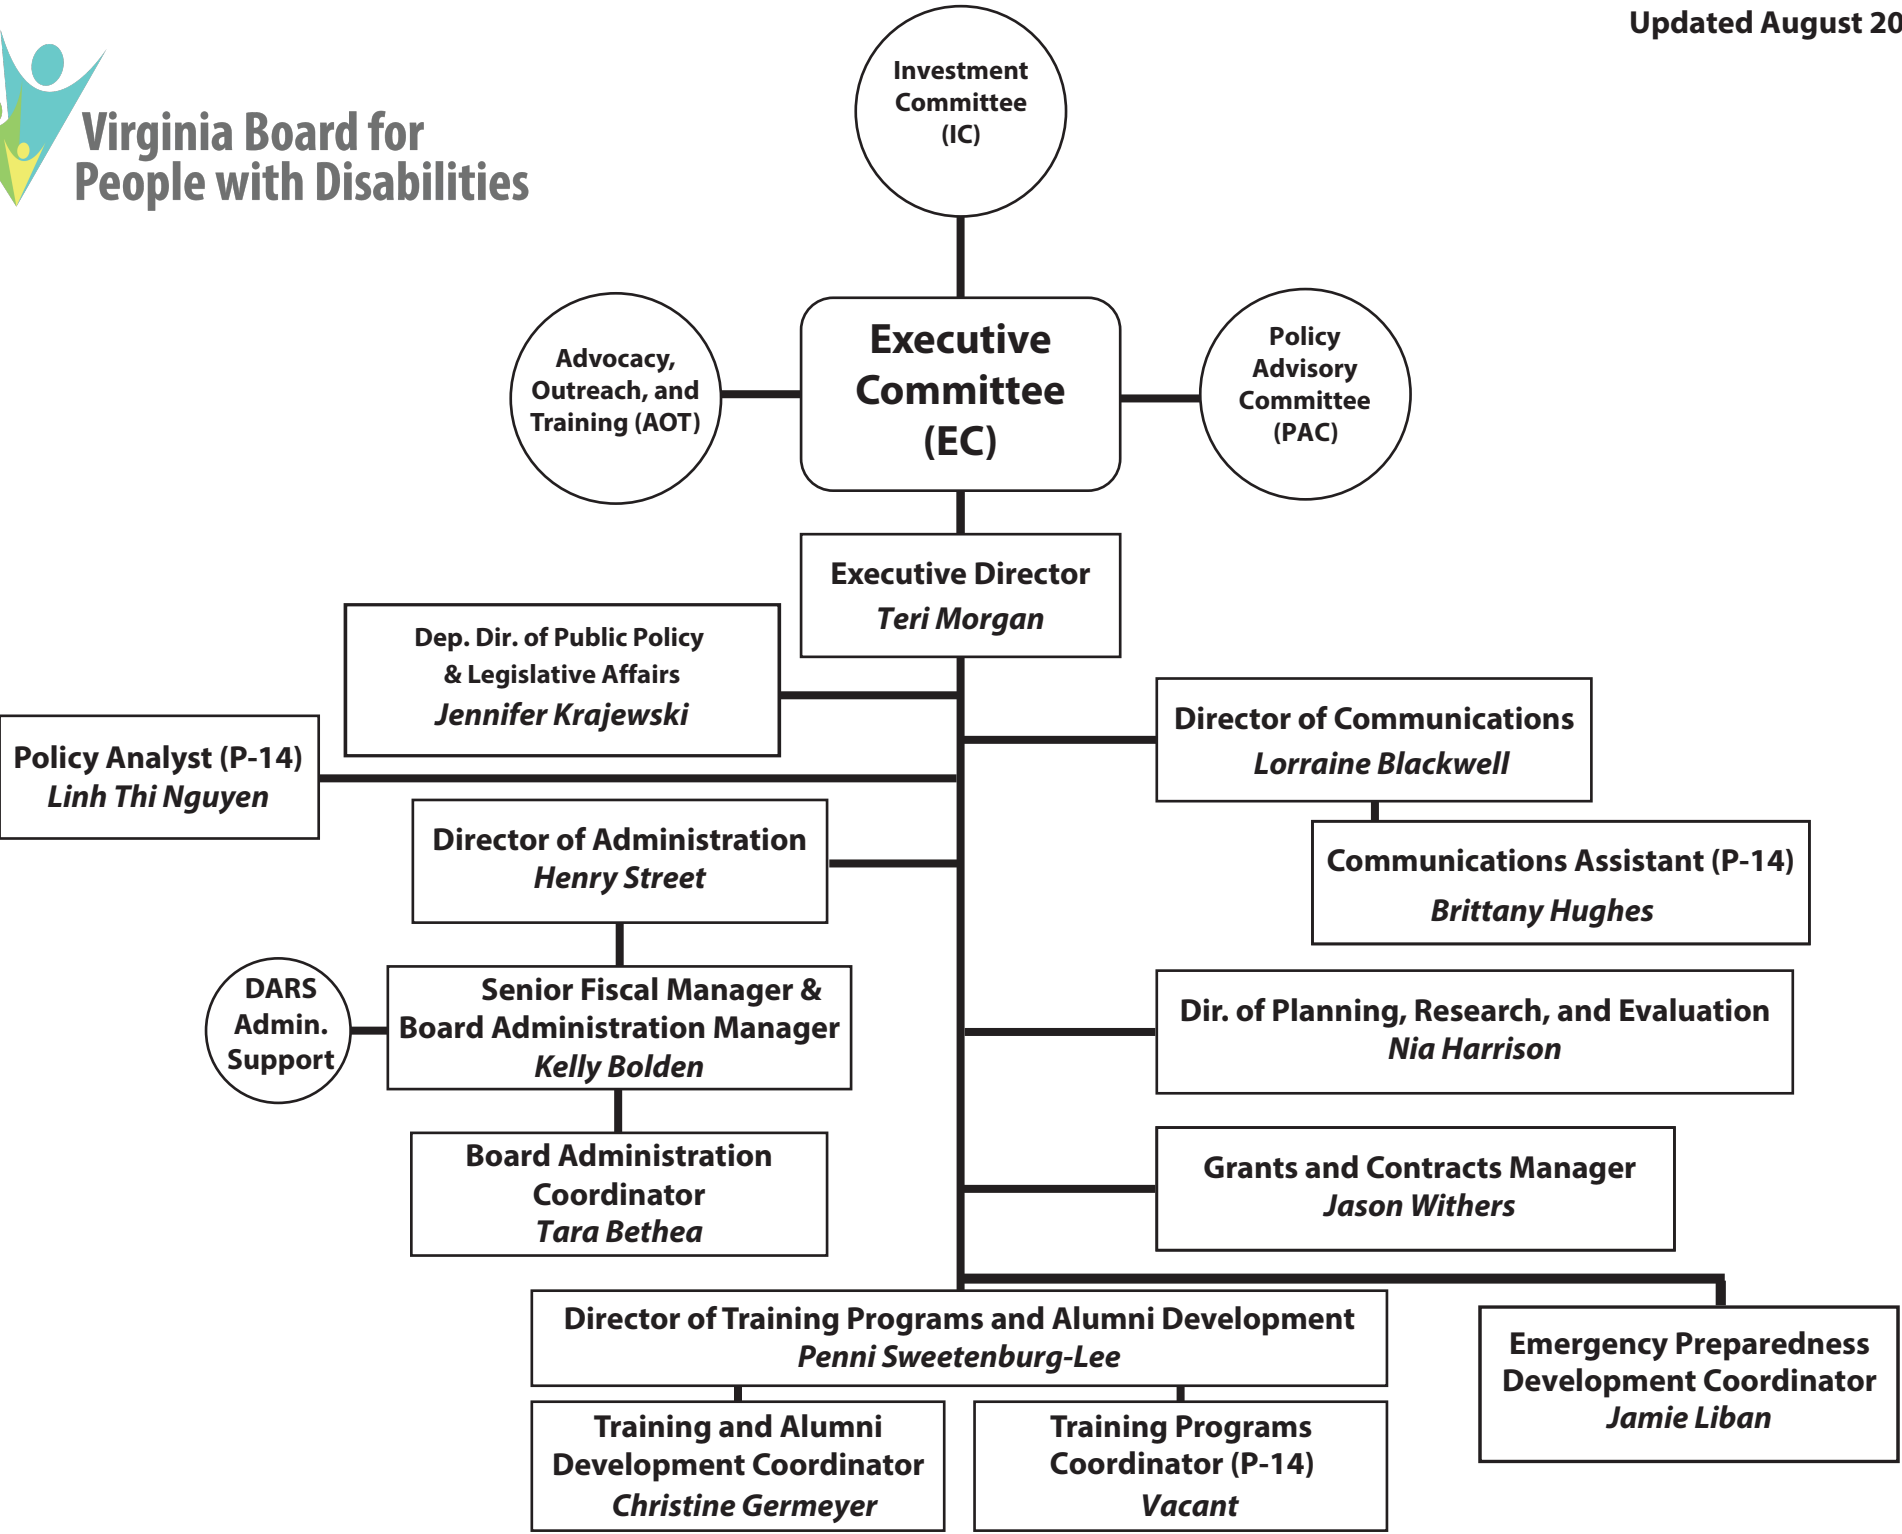 Updated August 20
Virginia Board for
People with Disabilities
Investment
Committee
(IC)
Advocacy,
Outreach, and
Training (AOT)
Executive
Committee
(EC)
Policy
Advisory
Committee
(PAC)
Executive Director
Teri Morgan
Dep. Dir. of Public Policy
& Legislative Affairs
Jennifer Krajewski
Director of Communications
Lorraine Blackwell
Policy Analyst (P-14)
Linh Thi Nguyen
Director of Administration
Henry Street
Communications Assistant (P-14)
Brittany Hughes
DARS
Admin.
Support
Senior Fiscal Manager &
Board Administration Manager
Kelly Bolden
Dir. of Planning, Research, and Evaluation
Nia Harrison
Board Administration
Coordinator
Tara Bethea
Grants and Contracts Manager
Jason Withers
Director of Training Programs and Alumni Development
Penni Sweetenburg-Lee
Emergency Preparedness
Development Coordinator
Jamie Liban
Training and Alumni
Development Coordinator
Christine Germeyer
Training Programs
Coordinator (P-14)
Vacant